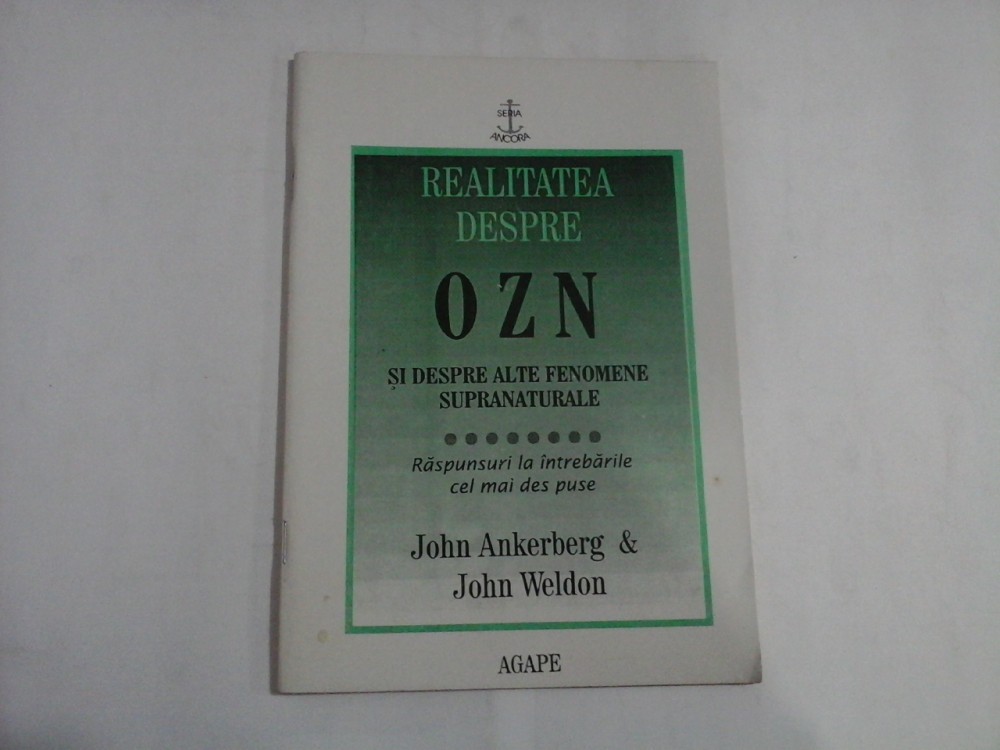 SERIA
ANCORA
REALITATEA
DESPRE
OZN
ȘI DESPRE ALTE FENOMENE
SUPRANATURALE
Răspunsuri la întrebările
cel mai des puse
John Ankerberg &
John Weldon
AGAPE